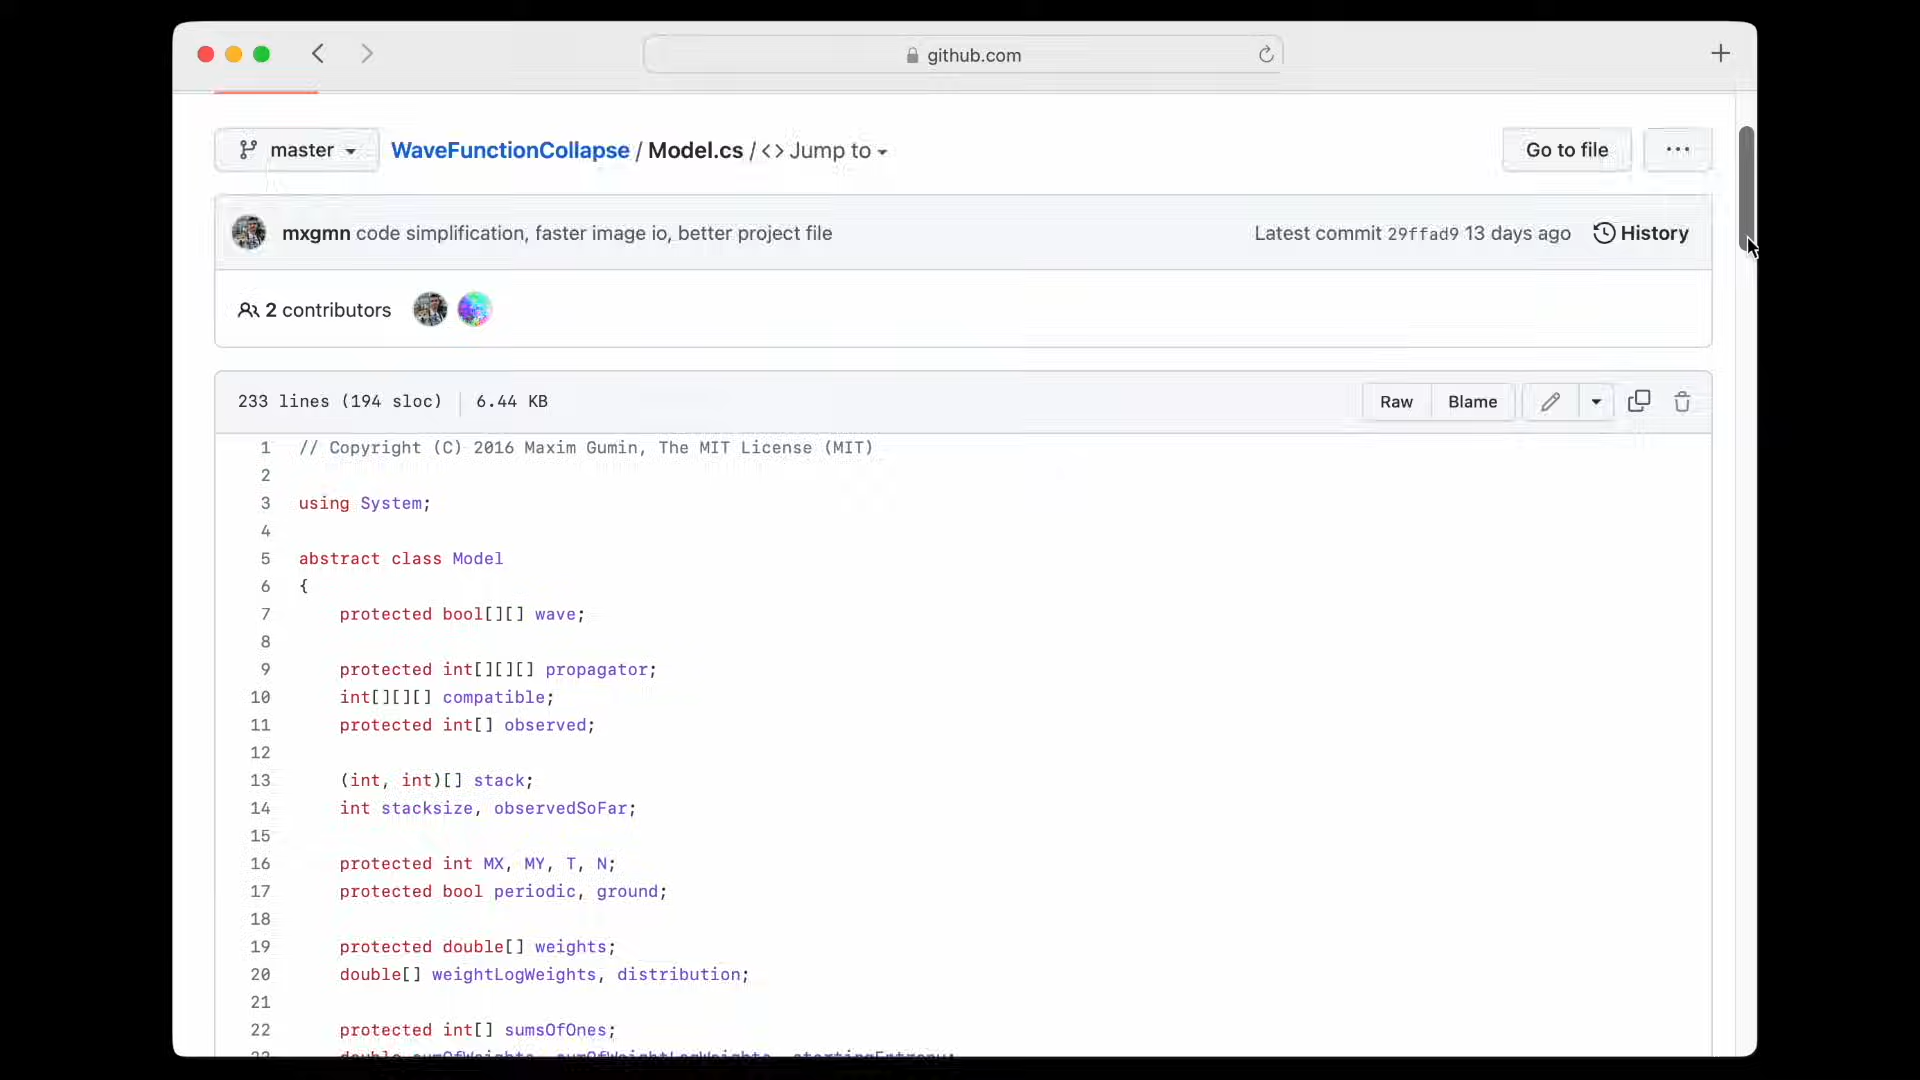 github.com
master WaveFunctionCollapse / Model.cs / <> Jump to Go to file ...
mxgmn code simplification, faster image io, better project file Latest commit 29ffad9 13 days ago History
2 contributors
233 lines (194 sloc) 6.44 KB Raw Blame
1 // Copyright (C) 2016 Maxim Gumin, The MIT License (MIT)
2
3 using System;
4
5 abstract class Model
6 {
7 protected bool[][] wave;
8
9 protected int[][][] propagator;
10 int[][][] compatible;
11 protected int[] observed;
12
13 (int, int)[] stack;
14 int stacksize, observedSoFar;
15
16 protected int MX, MY, T, N;
17 protected bool periodic, ground;
18
19 protected double[] weights;
20 double[] weightLogWeights, distribution;
21
22 protected int[] sumsOfOnes;
23 double sumOfWeights, sumOfWeightLogWeights, startingEntropy;